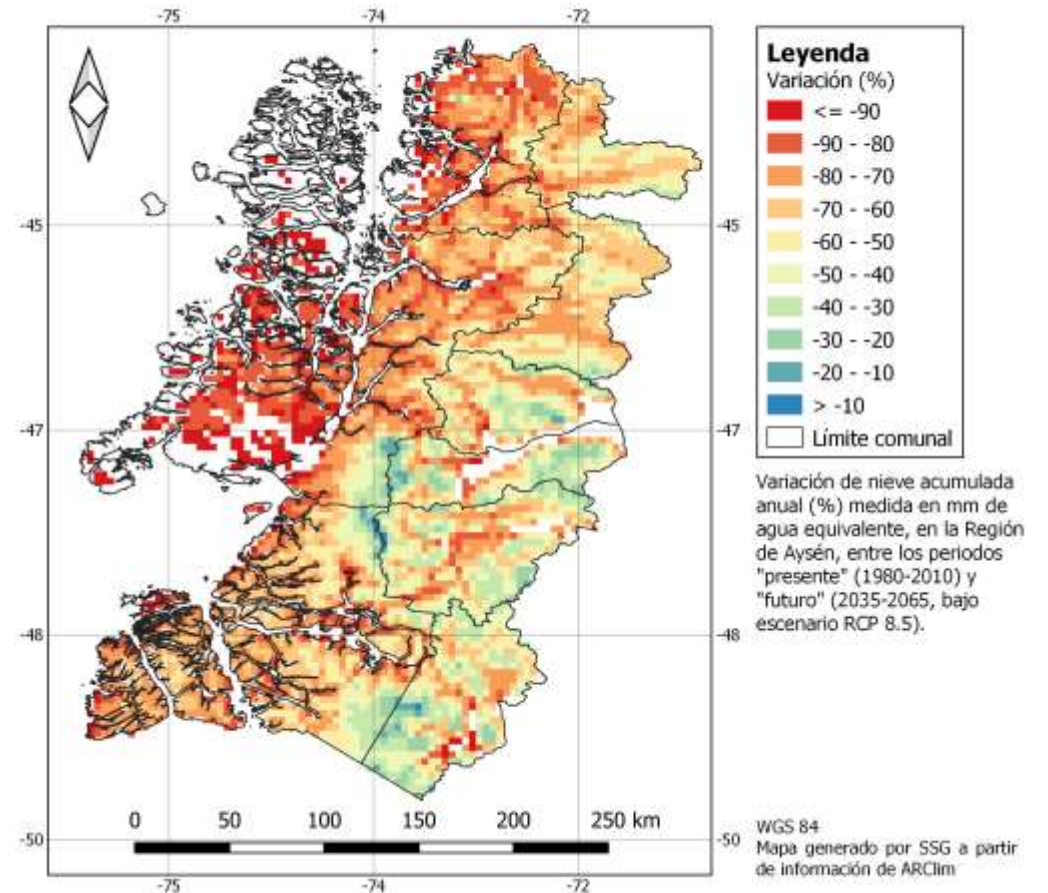 -75 -74 -72
-45 -45
-47 -47
-48 -48
-50 -50
0 50 100 150 200 250 km
-75 -74 -72
Leyenda
Variación (%)
<= -90
-90 - -80
-80 - -70
-70 - -60
-60 - -50
-50 - -40
-40 - -30
-30 - -20
-20 - -10
> -10
Límite comunal
Variación de nieve acumulada
anual (%) medida en mm de
agua equivalente, en la Región
de Aysén, entre los periodos
"presente" (1980-2010) y
"futuro" (2035-2065, bajo
escenario RCP 8.5).
WGS 84
Mapa generado por SSG a partir
de información de ARClim